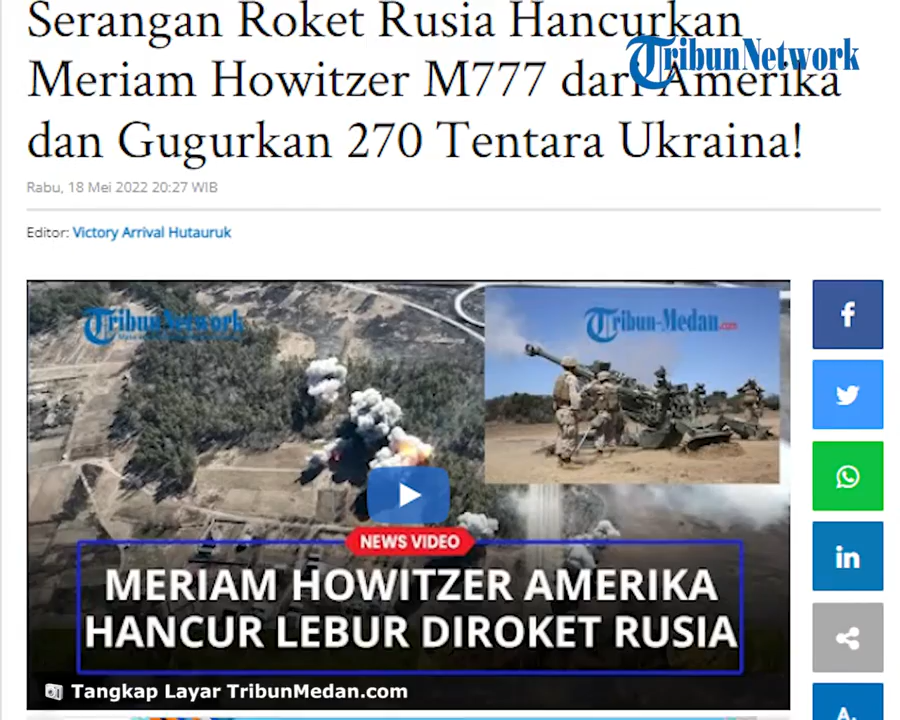 Serangan Roket Rusia Hancurkan
TribunNetwork
Meriam Howitzer M777 dari Amerika
dan Gugurkan 270 Tentara Ukraina!
Rabu, 18 Mei 2022 20:27 WIB
Editor: Victory Arrival Hutauruk
TribunNetwork
Tribun-Medan.com
NEWS VIDEO
MERIAM HOWITZER AMERIKA
HANCUR LEBUR DIROKET RUSIA
Tangkap Layar TribunMedan.com